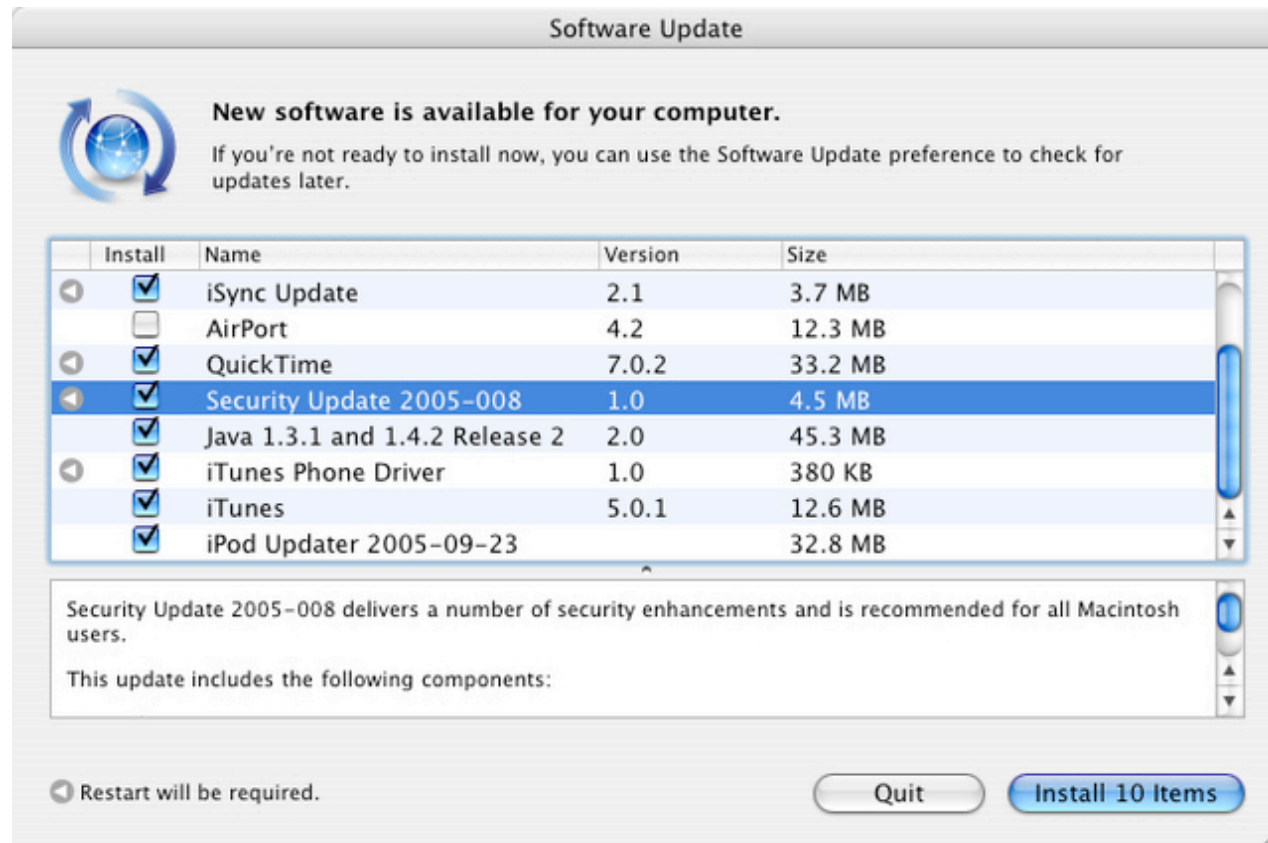 Software Update
New software is available for your computer.
If you're not ready to install now, you can use the Software Update preference to check for
updates later.
Install Name Version Size
iSync Update 2.1 3.7 MB
AirPort 4.2 12.3 MB
QuickTime 7.0.2 33.2 MB
Security Update 2005-008 1.0 4.5 MB
Java 1.3.1 and 1.4.2 Release 2 2.0 45.3 MB
iTunes Phone Driver 1.0 380 KB
iTunes 5.0.1 12.6 MB
iPod Updater 2005-09-23 32.8 MB
Security Update 2005-008 delivers a number of security enhancements and is recommended for all Macintosh
users.
This update includes the following components:
Restart will be required.
Quit
Install 10 Items